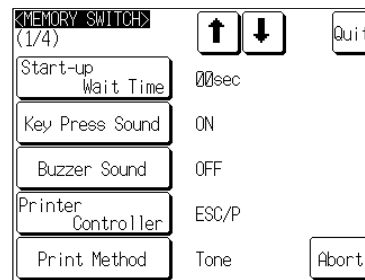 <MEMORY SWITCH>
(1/4)
Quit
Start-up
Wait Time
00sec
Key Press Sound
ON
Buzzer Sound
OFF
Printer
Controller
ESC/P
Print Method
Tone
Abort